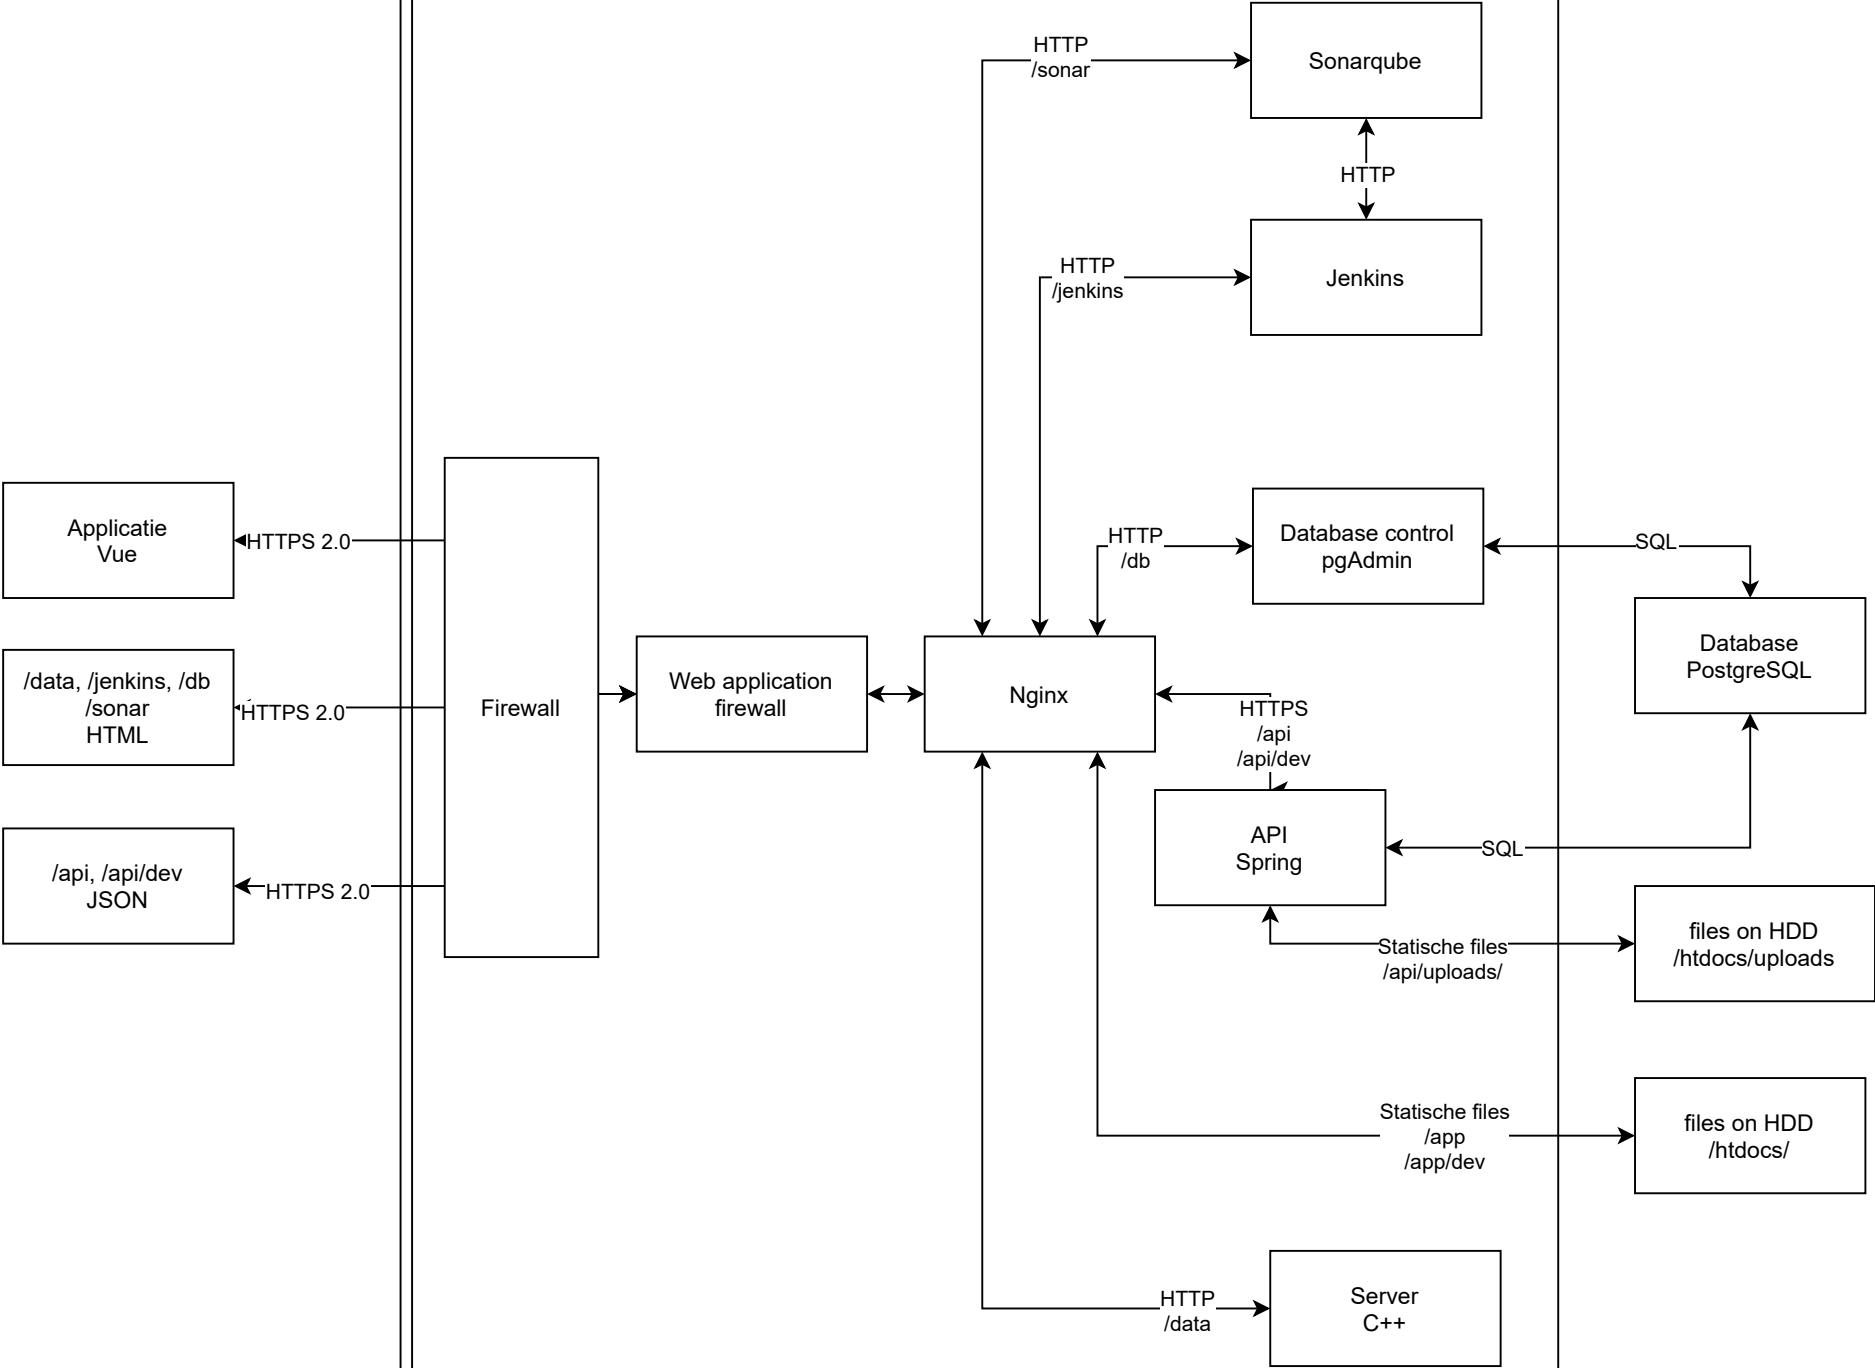 HTTP
/sonar
Sonarqube
HTTP
HTTP
/jenkins
Jenkins
Applicatie
Vue
HTTPS 2.0
/data, /jenkins, /db
/sonar
HTML
HTTPS 2.0
/api, /api/dev
JSON
HTTPS 2.0
Firewall
Web application
firewall
Nginx
HTTP
/db
Database control
pgAdmin
SQL
Database
PostgreSQL
HTTPS
/api
/api/dev
API
Spring
SQL
Statische files
/api/uploads/
files on HDD
/htdocs/uploads
Statische files
/app
/app/dev
files on HDD
/htdocs/
HTTP
/data
Server
C++